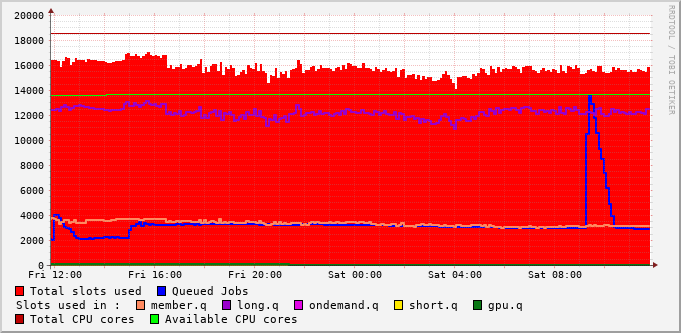 20000
18000
16000
14000
12000
10000
8000
6000
4000
2000
0
Fri 12:00 Fri 16:00 Fri 20:00 Sat 00:00 Sat 04:00 Sat 08:00
Total slots used Queued Jobs
Slots used in : member.q long.q ondemand.q short.q gpu.q
Total CPU cores Available CPU cores
RRDTOOL / TOBI OETIKER